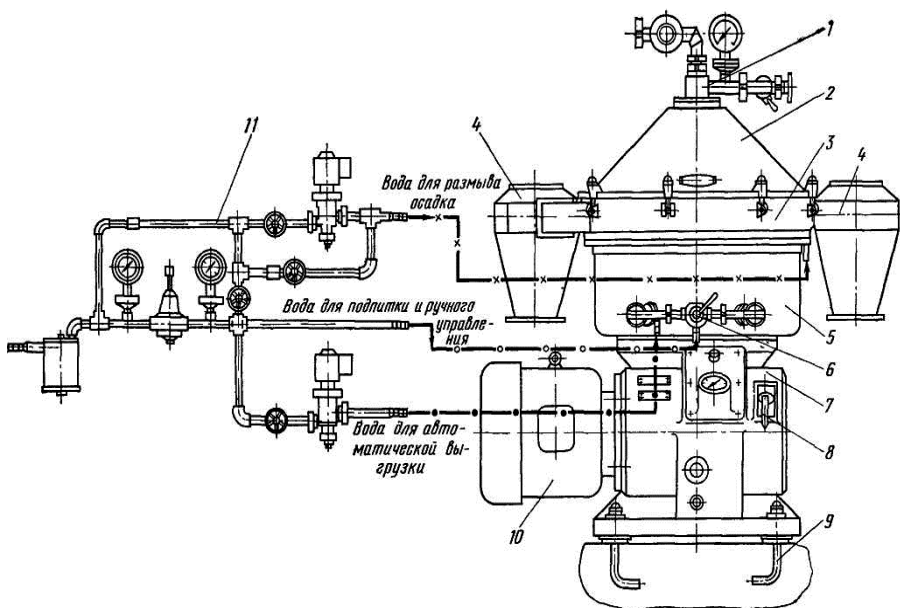 1
2
3
4
4
11
Вода для размыва
осадка
Вода для подпитки и ручного
управле-
ния
5
6
7
8
Вода для авто-
матической вы-
грузки
10
9